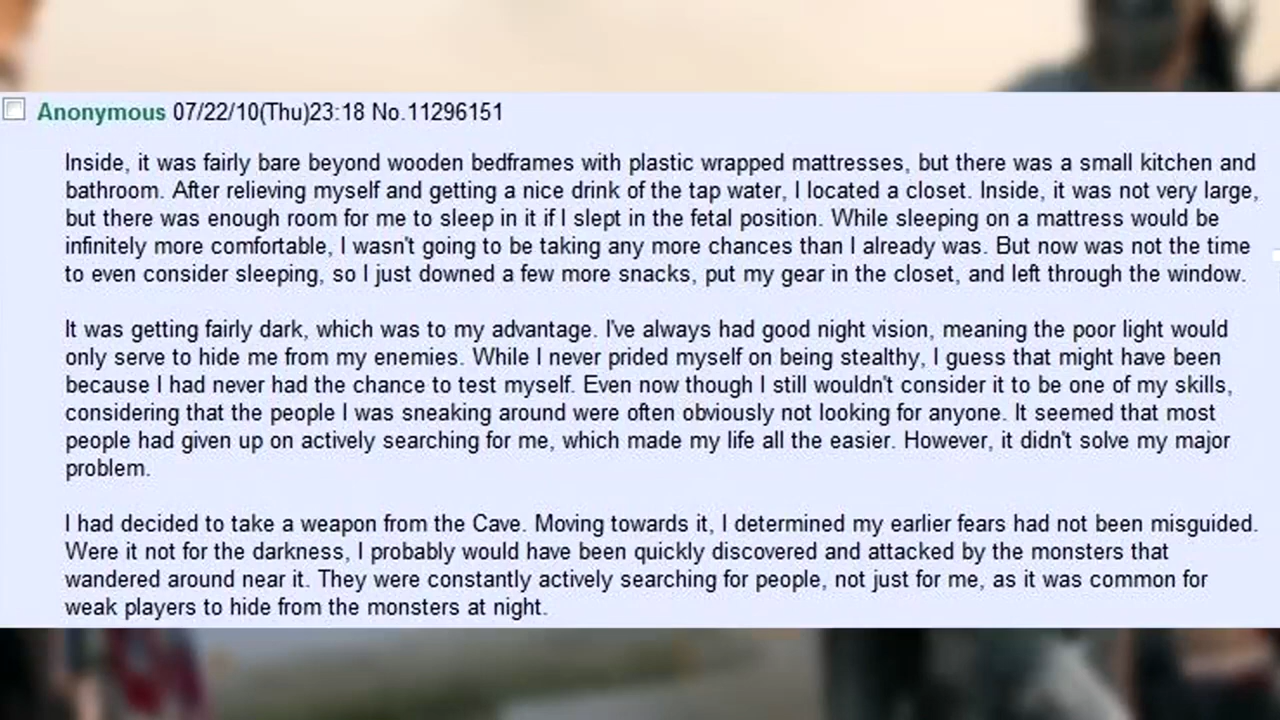 Anonymous 07/22/10(Thu)23:18 No.11296151
Inside, it was fairly bare beyond wooden bedframes with plastic wrapped mattresses, but there was a small kitchen and
bathroom. After relieving myself and getting a nice drink of the tap water, I located a closet. Inside, it was not very large,
but there was enough room for me to sleep in it if I slept in the fetal position. While sleeping on a mattress would be
infinitely more comfortable, I wasn't going to be taking any more chances than I already was. But now was not the time
to even consider sleeping, so I just downed a few more snacks, put my gear in the closet, and left through the window.
It was getting fairly dark, which was to my advantage. I've always had good night vision, meaning the poor light would
only serve to hide me from my enemies. While I never prided myself on being stealthy, I guess that might have been
because I had never had the chance to test myself. Even now though I still wouldn't consider it to be one of my skills,
considering that the people I was sneaking around were often obviously not looking for anyone. It seemed that most
people had given up on actively searching for me, which made my life all the easier. However, it didn't solve my major
problem.
I had decided to take a weapon from the Cave. Moving towards it, I determined my earlier fears had not been misguided.
Were it not for the darkness, I probably would have been quickly discovered and attacked by the monsters that
wandered around near it. They were constantly actively searching for people, not just for me, as it was common for
weak players to hide from the monsters at night.